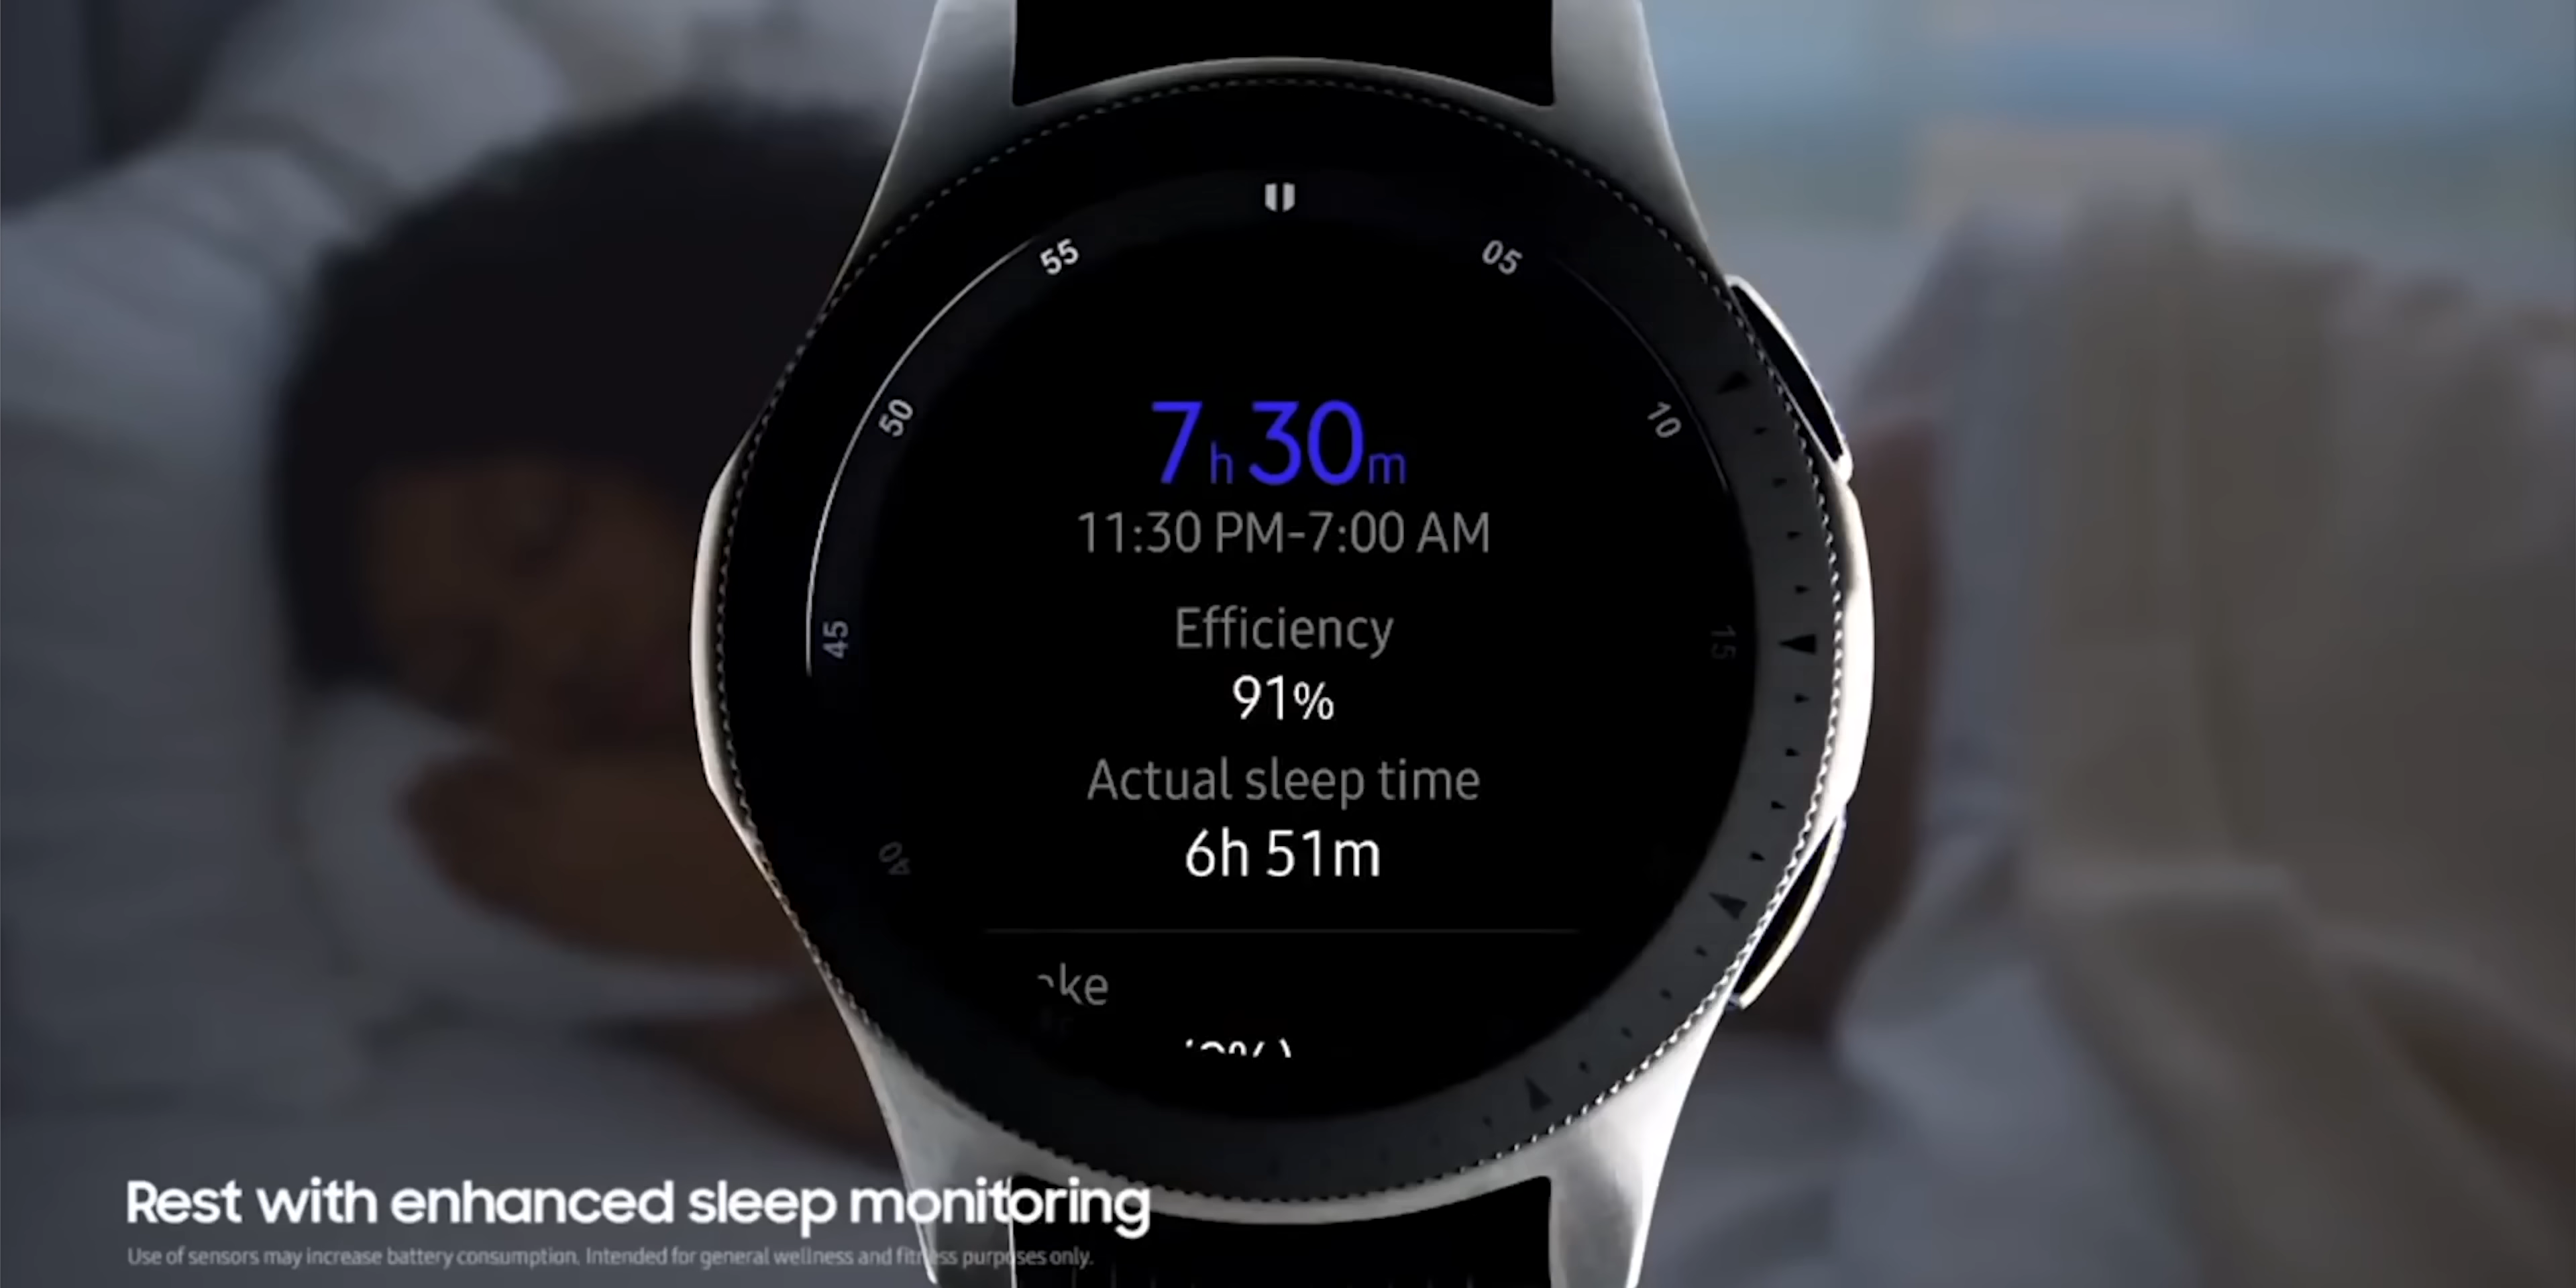 55
05
50
10
45
15
40
7h 30m
11:30 PM-7:00 AM
Efficiency
91%
Actual sleep time
6h 51m
Rest with enhanced sleep monitoring
Use of sensors may increase battery consumption. Intended for general wellness and fitness purposes only.